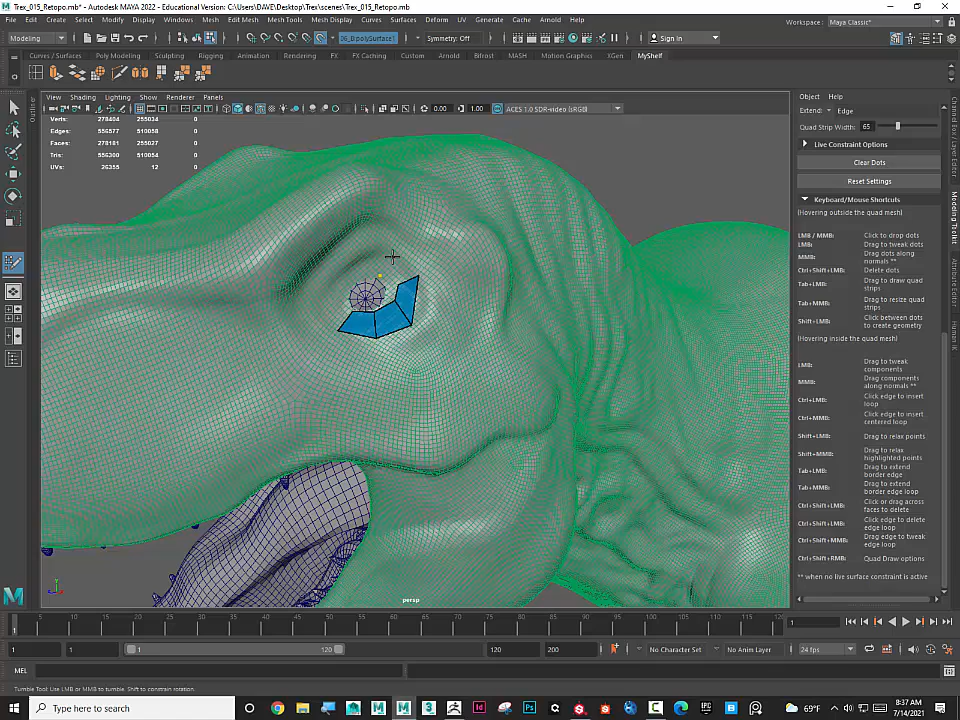 Trex_015_Retopo.mb* - Autodesk MAYA 2022 - Educational Version: C:\Users\DAVE\Desktop\Trex\scenes\Trex_015_Retopo.mb
File Edit Create Select Modify Display Windows Mesh Edit Mesh Mesh Tools Mesh Display Curves Surfaces Deform UV Generate Cache Arnold Help
Workspace: Maya Classic*
Modeling
Symmetry: Off
Sign In
Curves / Surfaces Poly Modeling Sculpting Rigging Animation Rendering FX FX Caching Custom Arnold Bifrost MASH Motion Graphics XGen MyShelf
View Shading Lighting Show Renderer Panels
0.00 1.00 ACES 1.0 SDR-video (sRGB)
Outliner
Verts: 278404 255034 0
Edges: 556577 510058 0
Faces: 278181 255027 0
Tris: 556300 510054 0
UVs: 26355 12 0
persp
Object Help
Extend: Edge
Quad Strip Width: 65
Live Constraint Options
Clear Dots
Reset Settings
Keyboard/Mouse Shortcuts
(Hovering outside the quad mesh)
LMB / MMB: Click to drop dots
LMB: Drag to tweak dots
MMB: Drag dots along normals **
Ctrl+Shift+LMB: Delete dots
Tab+LMB: Drag to draw quad strips
Tab+MMB: Drag to resize quad strips
Shift+LMB: Click between dots to create geometry
(Hovering inside the quad mesh)
LMB: Drag to tweak components
MMB: Drag components along normals **
Ctrl+LMB: Click edge to insert loop
Ctrl+MMB: Click edge to insert centered loop
Shift+LMB: Drag to relax points
Shift+MMB: Drag to relax highlighted points
Tab+LMB: Drag to extend border edge
Tab+MMB: Drag to extend border edge loop
Ctrl+Shift+LMB: Click or drag across faces to delete
Ctrl+Shift+LMB: Click edge to delete edge loop
Ctrl+Shift+MMB: Drag edge to tweak edge loop
Ctrl+Shift+RMB: Quad Draw options
** when no live surface constraint is active
Channel Box / Layer Editor
Modeling Toolkit
Attribute Editor
Human IK
5 10 15 20 25 30 35 40 45 50 55 60 65 70 75 80 85 90 95 100 105 110 115 120
1
1 1 1 120 120 200 No Character Set No Anim Layer 24 fps
MEL
Tumble Tool: Use LMB or MMB to tumble. Shift to constrain rotation.
Type here to search
69°F
8:37 AM
7/14/2021